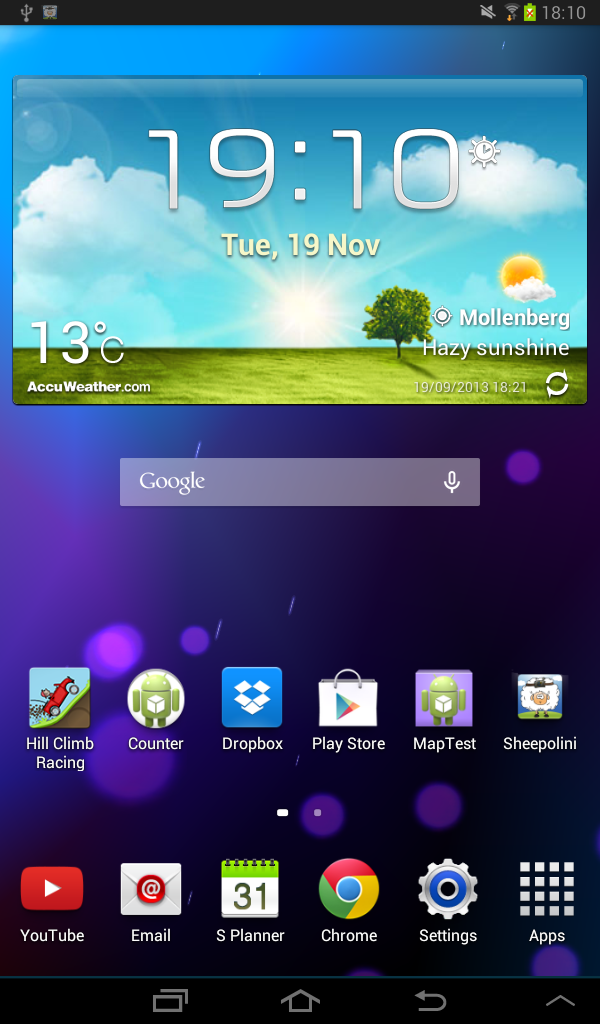 18:10
19:10
Tue, 19 Nov
Mollenberg
13°C
Hazy sunshine
AccuWeather.com
19/09/2013 18:21
Google
Hill Climb Racing
Counter
Dropbox
Play Store
MapTest
Sheepolini
@
31
YouTube
Email
S Planner
Chrome
Settings
Apps